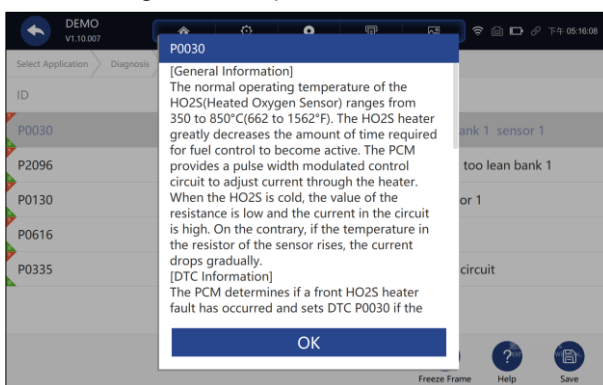 DEMO
V1.10.007
下午 05:16:08
Select Application
Diagnosis
ID
P0030
ank 1 sensor 1
P2096
too lean bank 1
P0130
or 1
P0616
P0335
circuit
P0030
[General Information]
The normal operating temperature of the
HO2S(Heated Oxygen Sensor) ranges from
350 to 850°C(662 to 1562°F). The HO2S heater
greatly decreases the amount of time required
for fuel control to become active. The PCM
provides a pulse width modulated control
circuit to adjust current through the heater.
When the HO2S is cold, the value of the
resistance is low and the current in the circuit
is high. On the contrary, if the temperature in
the resistor of the sensor rises, the current
drops gradually.
[DTC Information]
The PCM determines if a front HO2S heater
fault has occurred and sets DTC P0030 if the
OK
Freeze Frame
Help
Save